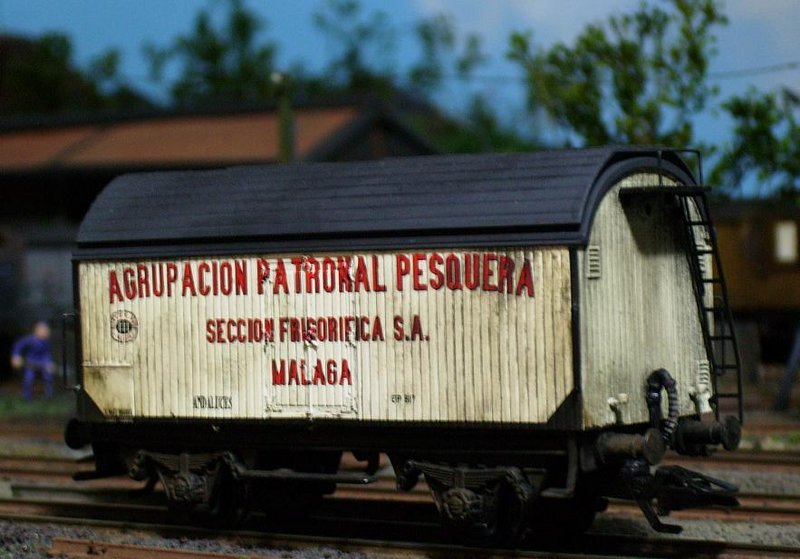 AGRUPACION PATRONAL PESQUERA
SECCION FRIGORIFICA S.A.
MALAGA
ANDALUCES